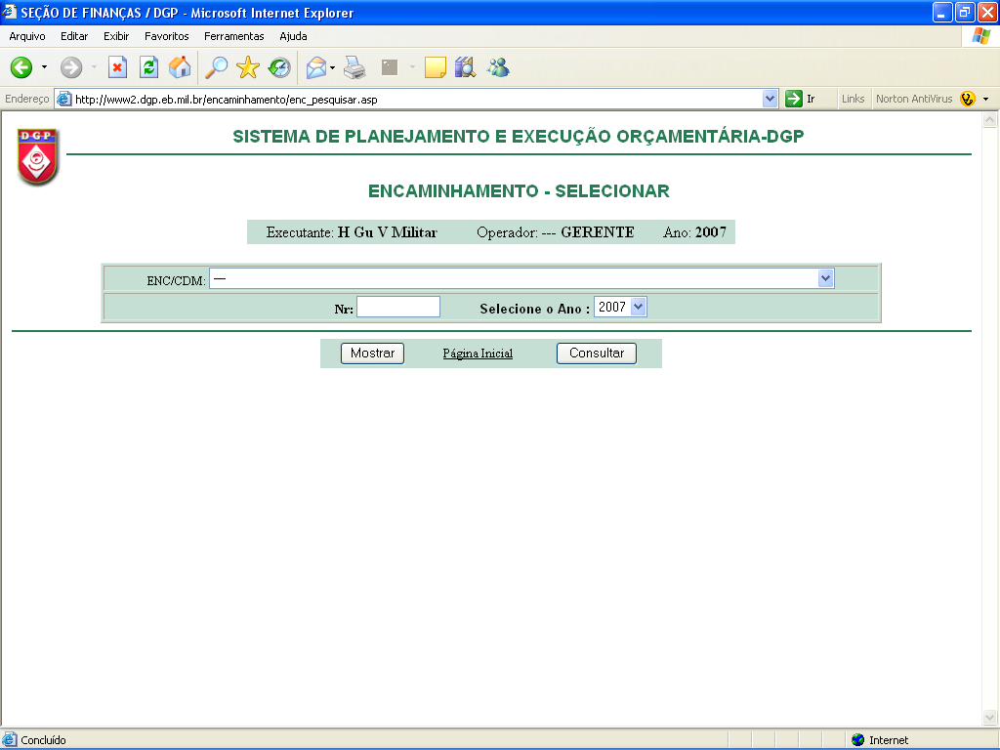 SEÇÃO DE FINANÇAS / DGP - Microsoft Internet Explorer
Arquivo Editar Exibir Favoritos Ferramentas Ajuda
Endereço http://www2.dgp.eb.mil.br/encaminhamento/enc_pesquisar.asp Ir Links Norton AntiVirus
DGP
SISTEMA DE PLANEJAMENTO E EXECUÇÃO ORÇAMENTÁRIA-DGP
ENCAMINHAMENTO - SELECIONAR
Executante: H Gu V Militar Operador: --- GERENTE Ano: 2007
ENC/CDM: ---
Nr: Selecione o Ano : 2007
Mostrar Página Inicial Consultar
Concluído Internet